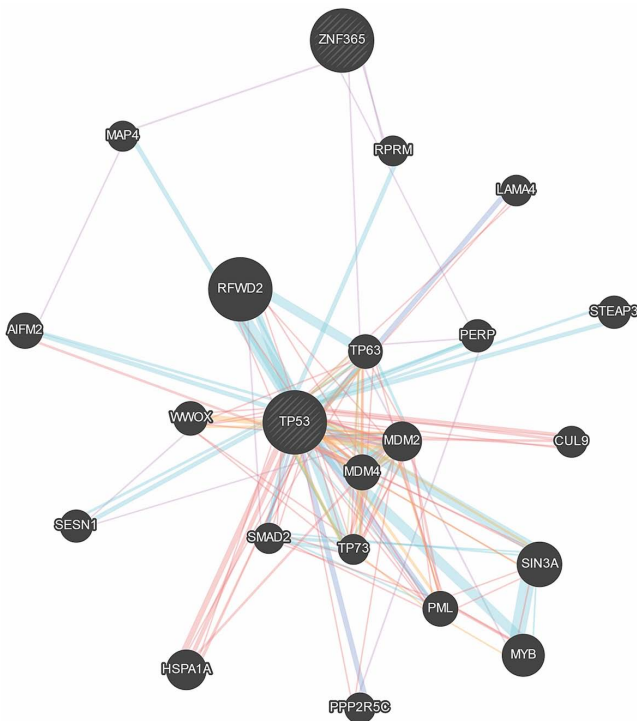 ZNF365
MAP4
RPRM
LAMA4
RFWD2
STEAP3
AIFM2
PERP
TP63
WWOX
TP53
MDM2
CUL9
MDM4
SESN1
SMAD2
TP73
SIN3A
PML
MYB
HSPA1A
PPP2R5C